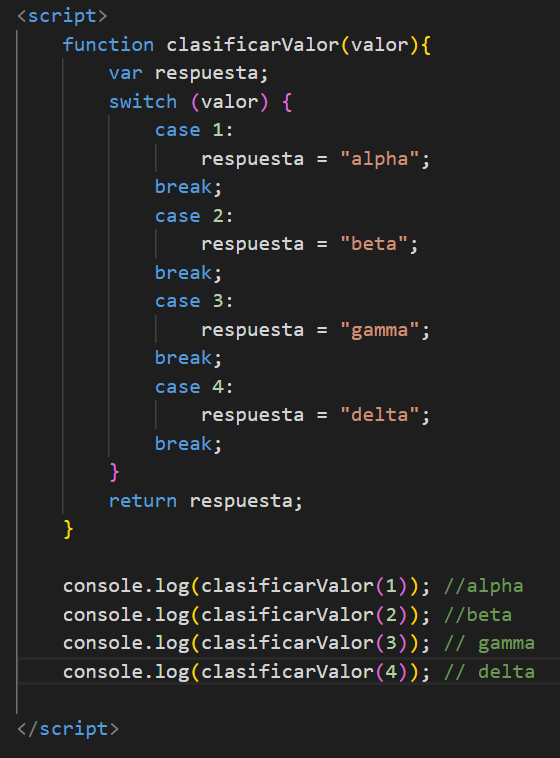 <script>
function clasificarValor(valor){
var respuesta;
switch (valor) {
case 1:
respuesta = "alpha";
break;
case 2:
respuesta = "beta";
break;
case 3:
respuesta = "gamma";
break;
case 4:
respuesta = "delta";
break;
}
return respuesta;
}
console.log(clasificarValor(1)); //alpha
console.log(clasificarValor(2)); //beta
console.log(clasificarValor(3)); // gamma
console.log(clasificarValor(4)); // delta
</script>